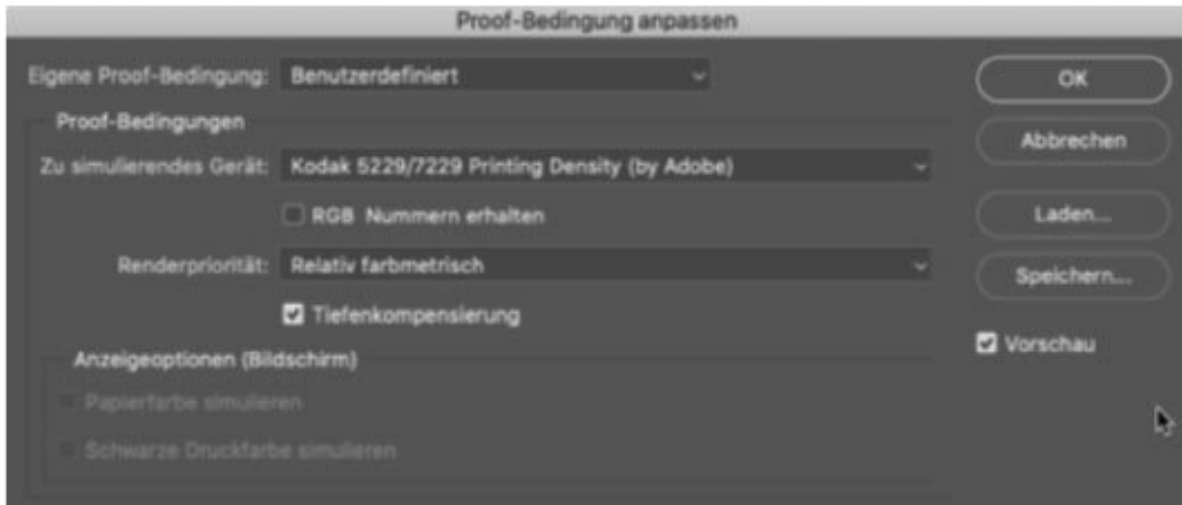 Proof-Bedingung anpassen
Eigene Proof-Bedingung: Benutzerdefiniert
OK
Proof-Bedingungen
Abbrechen
Zu simulierendes Gerät: Kodak 5229/7229 Printing Density (by Adobe)
RGB Nummern erhalten
Laden...
Renderpriorität: Relativ farbmetrisch
Speichern...
Tiefenkompensierung
Vorschau
Anzeigeoptionen (Bildschirm)
Papierfarbe simulieren
Schwarze Druckfarbe simulieren